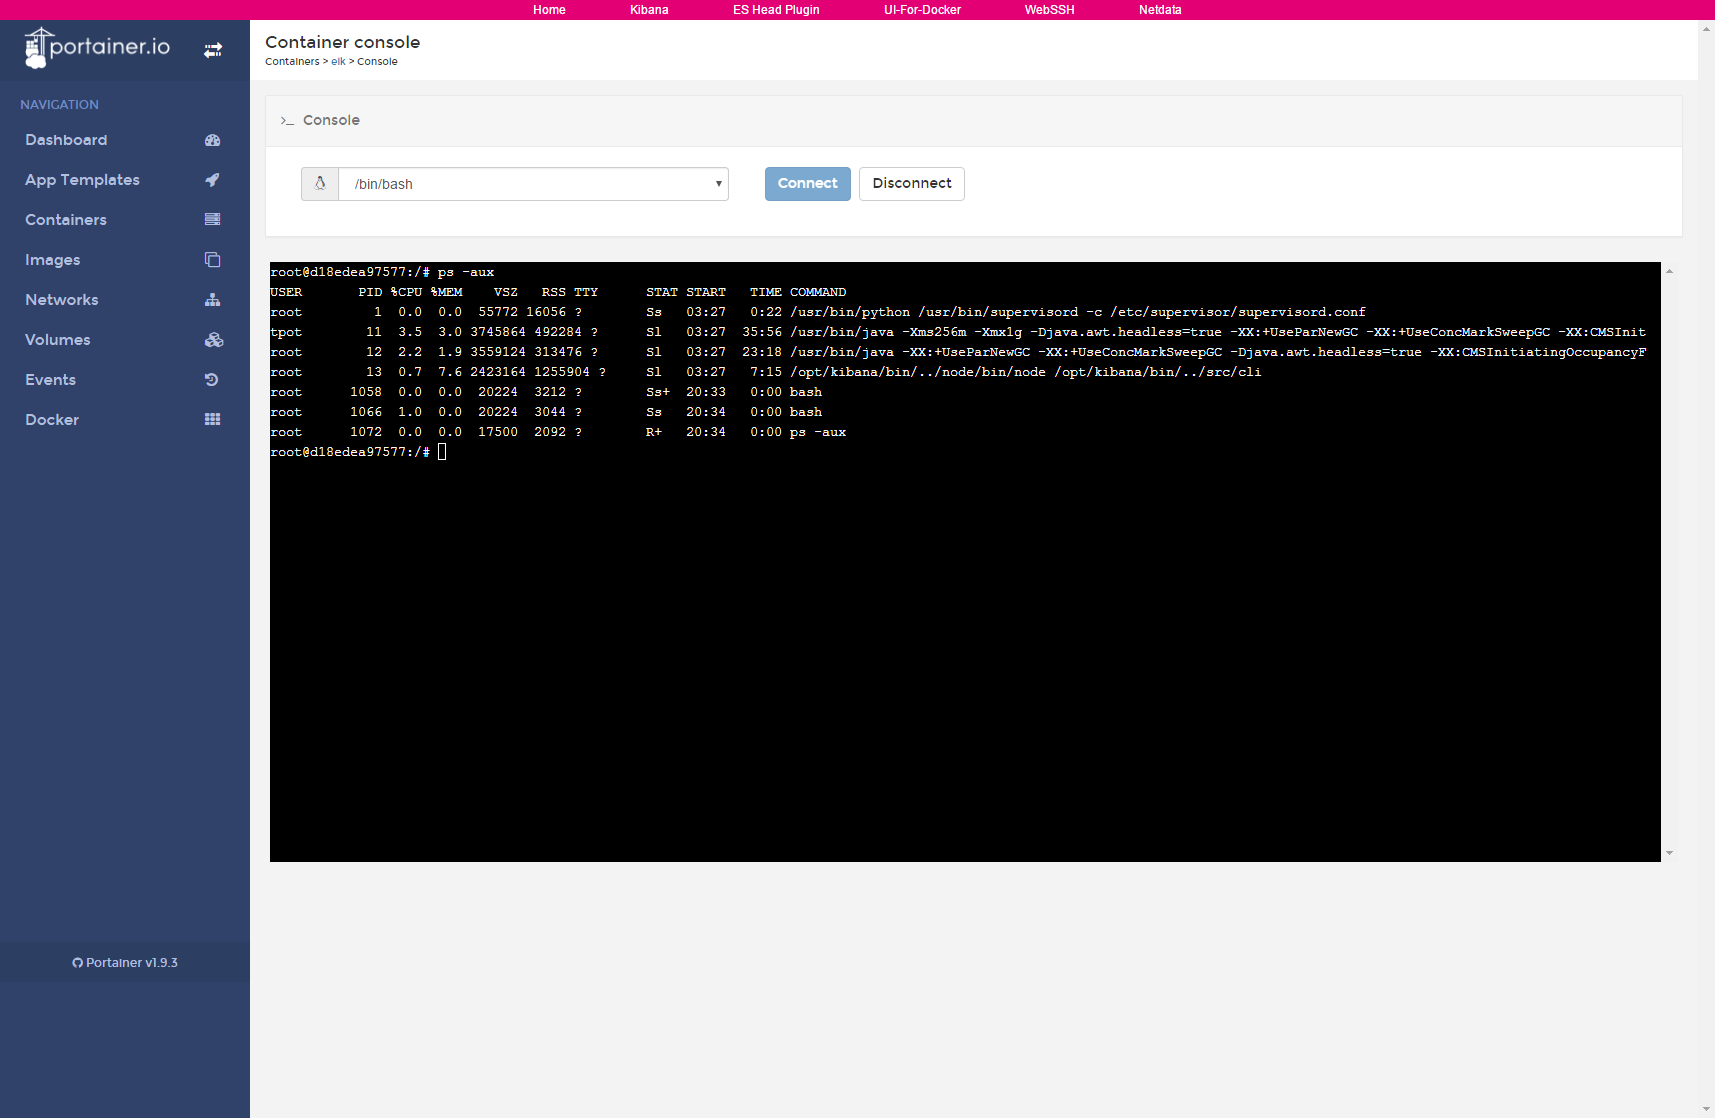 Home Kibana ES Head Plugin UI-For-Docker WebSSH Netdata
portainer.io
NAVIGATION
Dashboard
App Templates
Containers
Images
Networks
Volumes
Events
Docker
Portainer v1.9.3
Container console
Containers > elk > Console
>_ Console
/bin/bash
Connect Disconnect
root@d18edea97577:/# ps -aux
USER       PID %CPU %MEM    VSZ   RSS TTY      STAT START   TIME COMMAND
root         1  0.0  0.0  55772 16056 ?        Ss   03:27   0:22 /usr/bin/python /usr/bin/supervisord -c /etc/supervisor/supervisord.conf
tpot        11  3.5  3.0 3745864 492284 ?      Sl   03:27  35:56 /usr/bin/java -Xms256m -Xmx1g -Djava.awt.headless=true -XX:+UseParNewGC -XX:+UseConcMarkSweepGC -XX:CMSInit
root        12  2.2  1.9 3559124 313476 ?      Sl   03:27  23:18 /usr/bin/java -XX:+UseParNewGC -XX:+UseConcMarkSweepGC -Djava.awt.headless=true -XX:CMSInitiatingOccupancyF
root        13  0.7  7.6 2423164 1255904 ?     Sl   03:27   7:15 /opt/kibana/bin/../node/bin/node /opt/kibana/bin/../src/cli
root      1058  0.0  0.0  20224  3212 ?        Ss+  20:33   0:00 bash
root      1066  1.0  0.0  20224  3044 ?        Ss   20:34   0:00 bash
root      1072  0.0  0.0  17500  2092 ?        R+   20:34   0:00 ps -aux
root@d18edea97577:/#